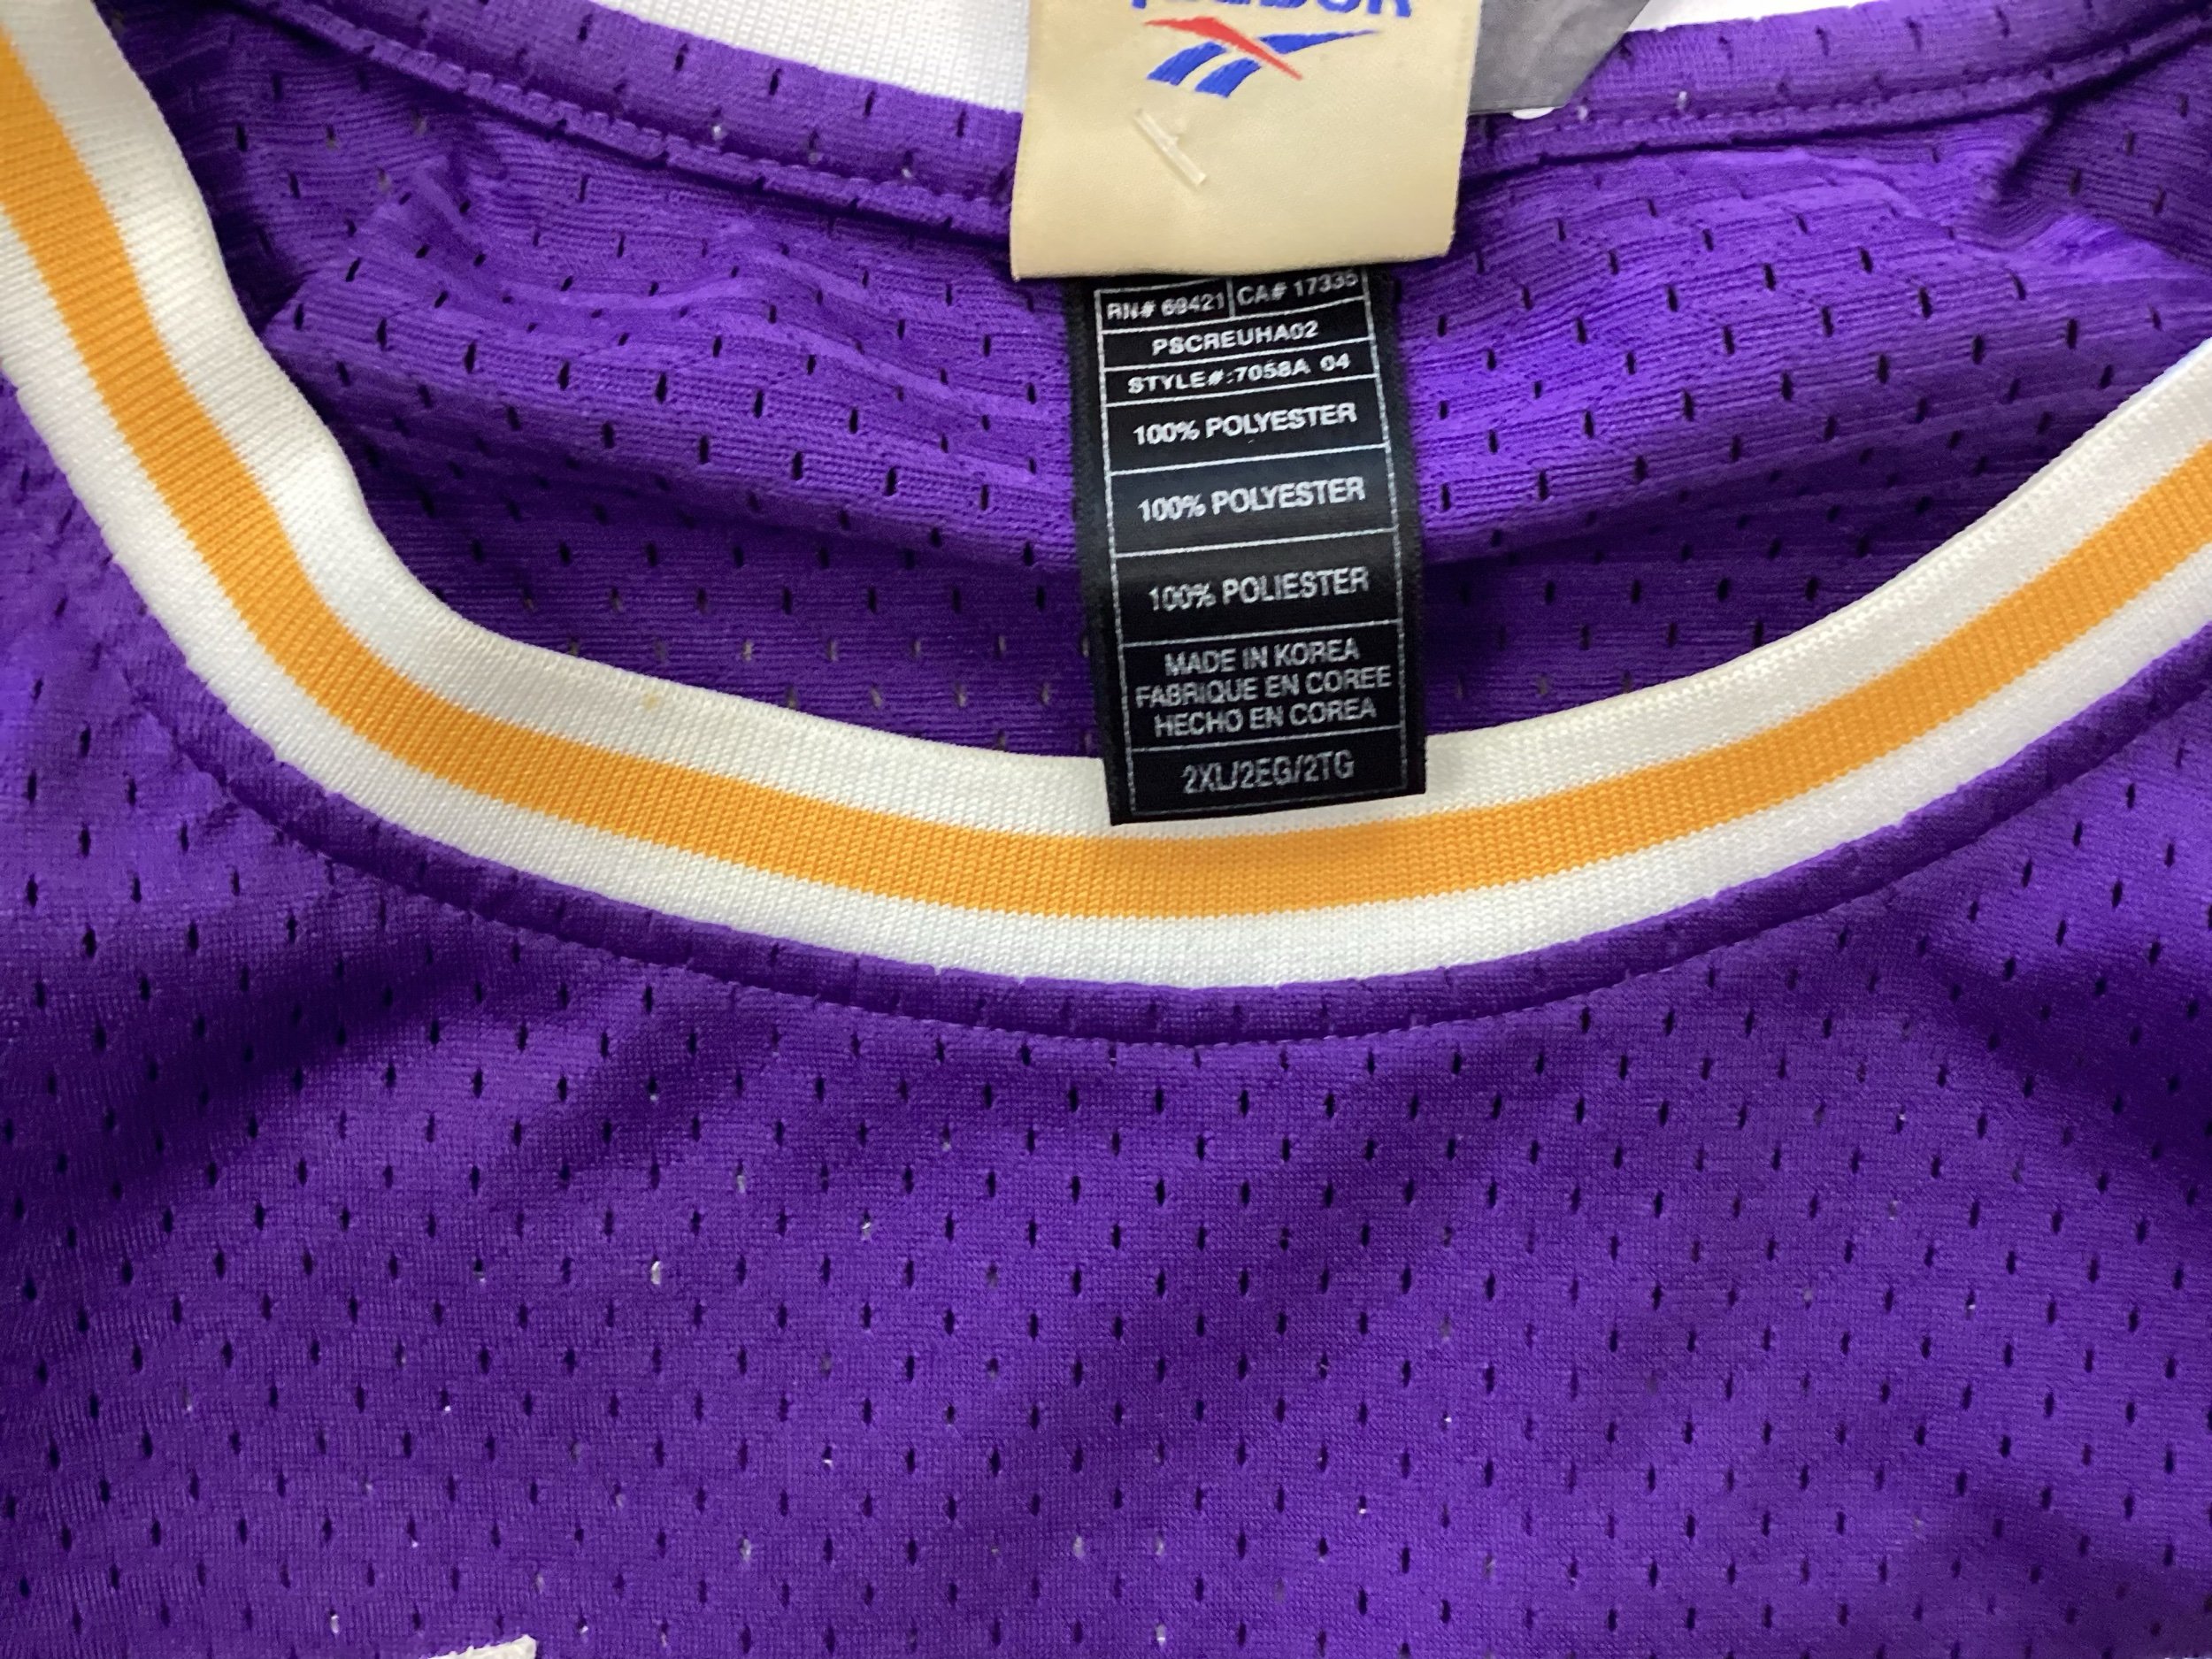 Reebok
RN# 69421 CA# 17335
PSCREUHA02
STYLE#:7058A 04
100% POLYESTER
100% POLYESTER
100% POLIESTER
MADE IN KOREA
FABRIQUE EN COREE
HECHO EN COREA
2XL/2EG/2TG